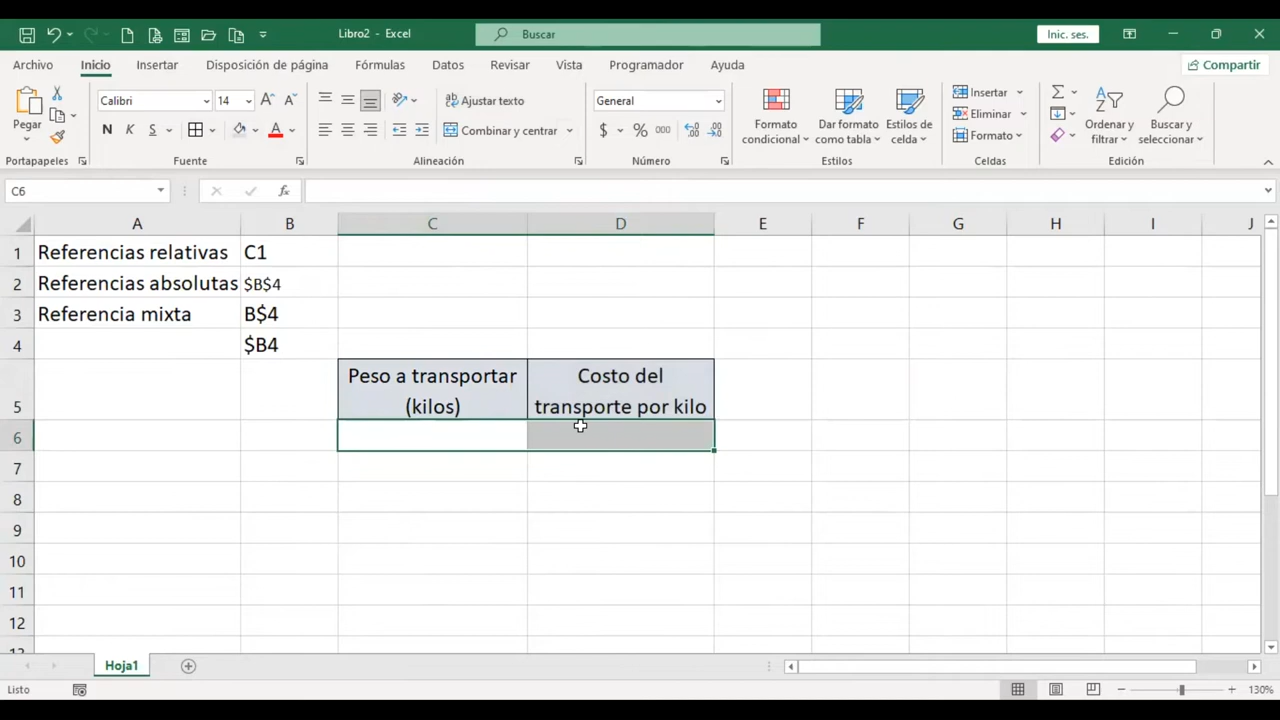 Libro2 - Excel
Buscar
Inic. ses.
Archivo
Inicio
Insertar
Disposición de página
Fórmulas
Datos
Revisar
Vista
Programador
Ayuda
Compartir
Pegar
Portapapeles
Calibri
14
N K S
Fuente
Ajustar texto
Combinar y centrar
Alineación
General
$ % 000
Número
Formato condicional
Dar formato como tabla
Estilos de celda
Estilos
Insertar
Eliminar
Formato
Celdas
Ordenar y filtrar
Buscar y seleccionar
Edición
C6
fx
A B C D E F G H I J
1 Referencias relativas C1
2 Referencias absolutas $B$4
3 Referencia mixta B$4
4 $B4
Peso a transportar Costo del
5 (kilos) transporte por kilo
6
7
8
9
10
11
12
13
Hoja1
Listo
130%